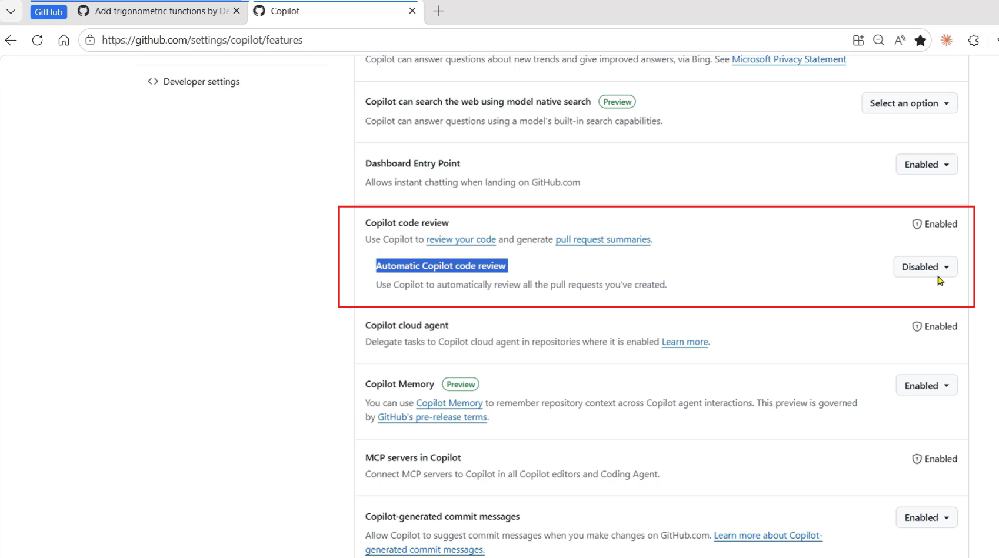 GitHub
Add trigonometric functions by De
Copilot
https://github.com/settings/copilot/features
Copilot can answer questions about new trends and give improved answers, via Bing. See Microsoft Privacy Statement
Developer settings
Copilot can search the web using model native search Preview
Select an option
Copilot can answer questions using a model's built-in search capabilities.
Dashboard Entry Point
Enabled
Allows instant chatting when landing on GitHub.com
Copilot code review
Enabled
Use Copilot to review your code and generate pull request summaries.
Automatic Copilot code review
Disabled
Use Copilot to automatically review all the pull requests you've created.
Copilot cloud agent
Enabled
Delegate tasks to Copilot cloud agent in repositories where it is enabled Learn more.
Copilot Memory Preview
Enabled
You can use Copilot Memory to remember repository context across Copilot agent interactions. This preview is governed
by GitHub's pre-release terms.
MCP servers in Copilot
Enabled
Connect MCP servers to Copilot in all Copilot editors and Coding Agent.
Copilot-generated commit messages
Enabled
Allow Copilot to suggest commit messages when you make changes on GitHub.com. Learn more about Copilot-
generated commit messages.